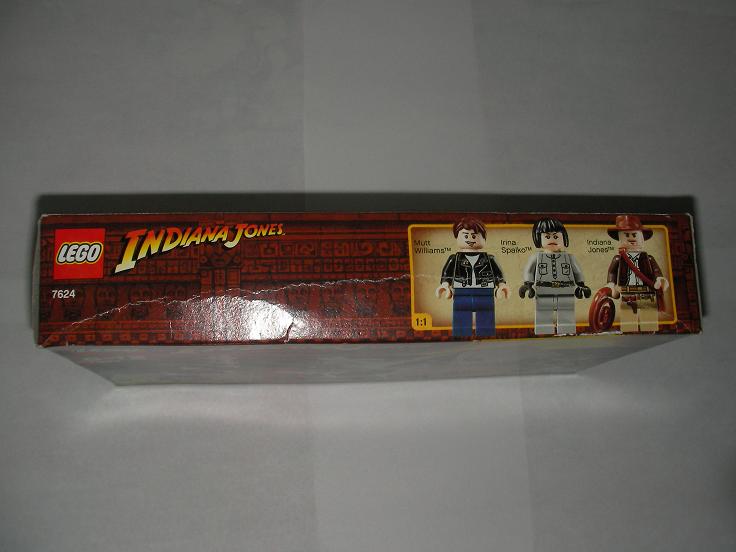 LEGO
INDIANA JONES
7624
Mutt
Williams™
Irina
Spalko™
Indiana
Jones™
1:1